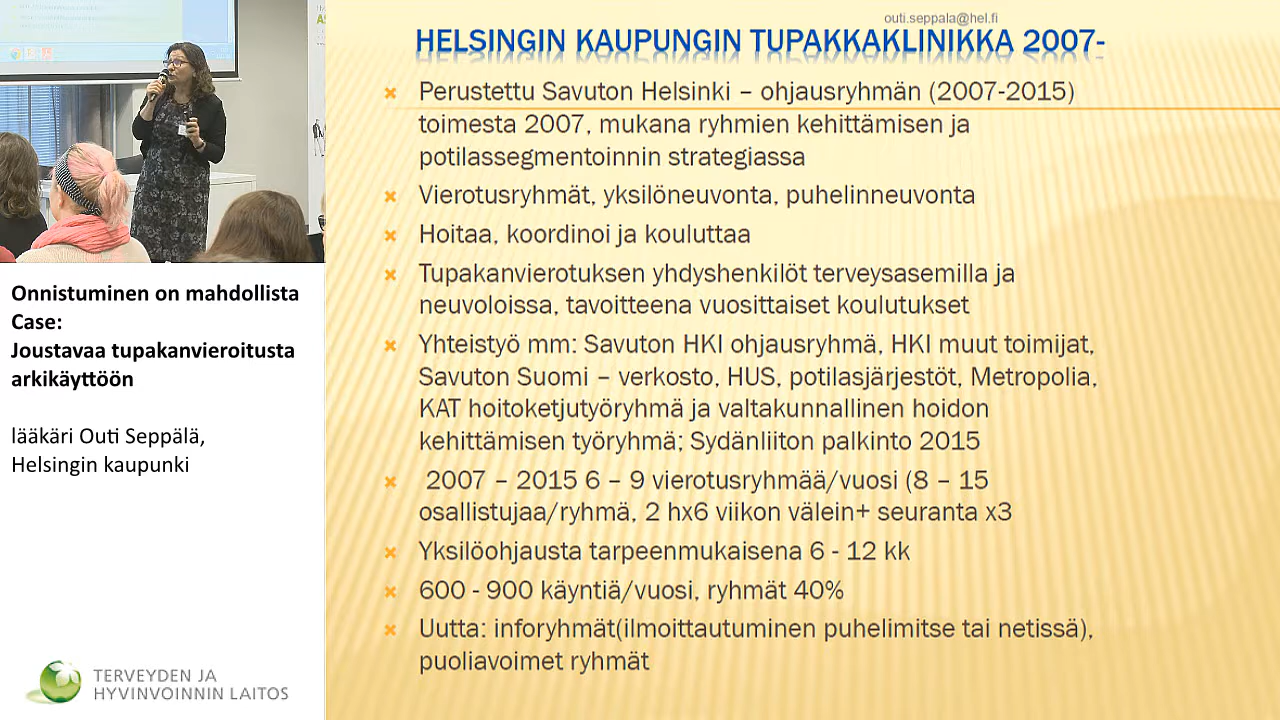 outi.seppala@hel.fi
HELSINGIN KAUPUNGIN TUPAKKAKLINIKKA 2007-
Perustettu Savuton Helsinki – ohjausryhmän (2007-2015)
toimesta 2007, mukana ryhmien kehittämisen ja
potilassegmentoinnin strategiassa
Vierotusryhmät, yksilöneuvonta, puhelinneuvonta
Hoitaa, koordinoi ja kouluttaa
Tupakanvierotuksen yhdyshenkilöt terveysasemilla ja
neuvoloissa, tavoitteena vuosittaiset koulutukset
Yhteistyö mm: Savuton HKI ohjausryhmä, HKI muut toimijat,
Savuton Suomi – verkosto, HUS, potilasjärjestöt, Metropolia,
KAT hoitoketjutyöryhmä ja valtakunnallinen hoidon
kehittämisen työryhmä; Sydänliiton palkinto 2015
2007 – 2015 6 – 9 vierotusryhmää/vuosi (8 – 15
osallistujaa/ryhmä, 2 hx6 viikon välein+ seuranta x3
Yksilöohjausta tarpeenmukaisena 6 - 12 kk
600 - 900 käyntiä/vuosi, ryhmät 40%
Uutta: inforyhmät(ilmoittautuminen puhelimitse tai netissä),
puoliavoimet ryhmät
Onnistuminen on mahdollista
Case:
Joustavaa tupakanvieroitusta
arkikäyttöön
lääkäri Outi Seppälä,
Helsingin kaupunki
TERVEYDEN JA
HYVINVOINNIN LAITOS